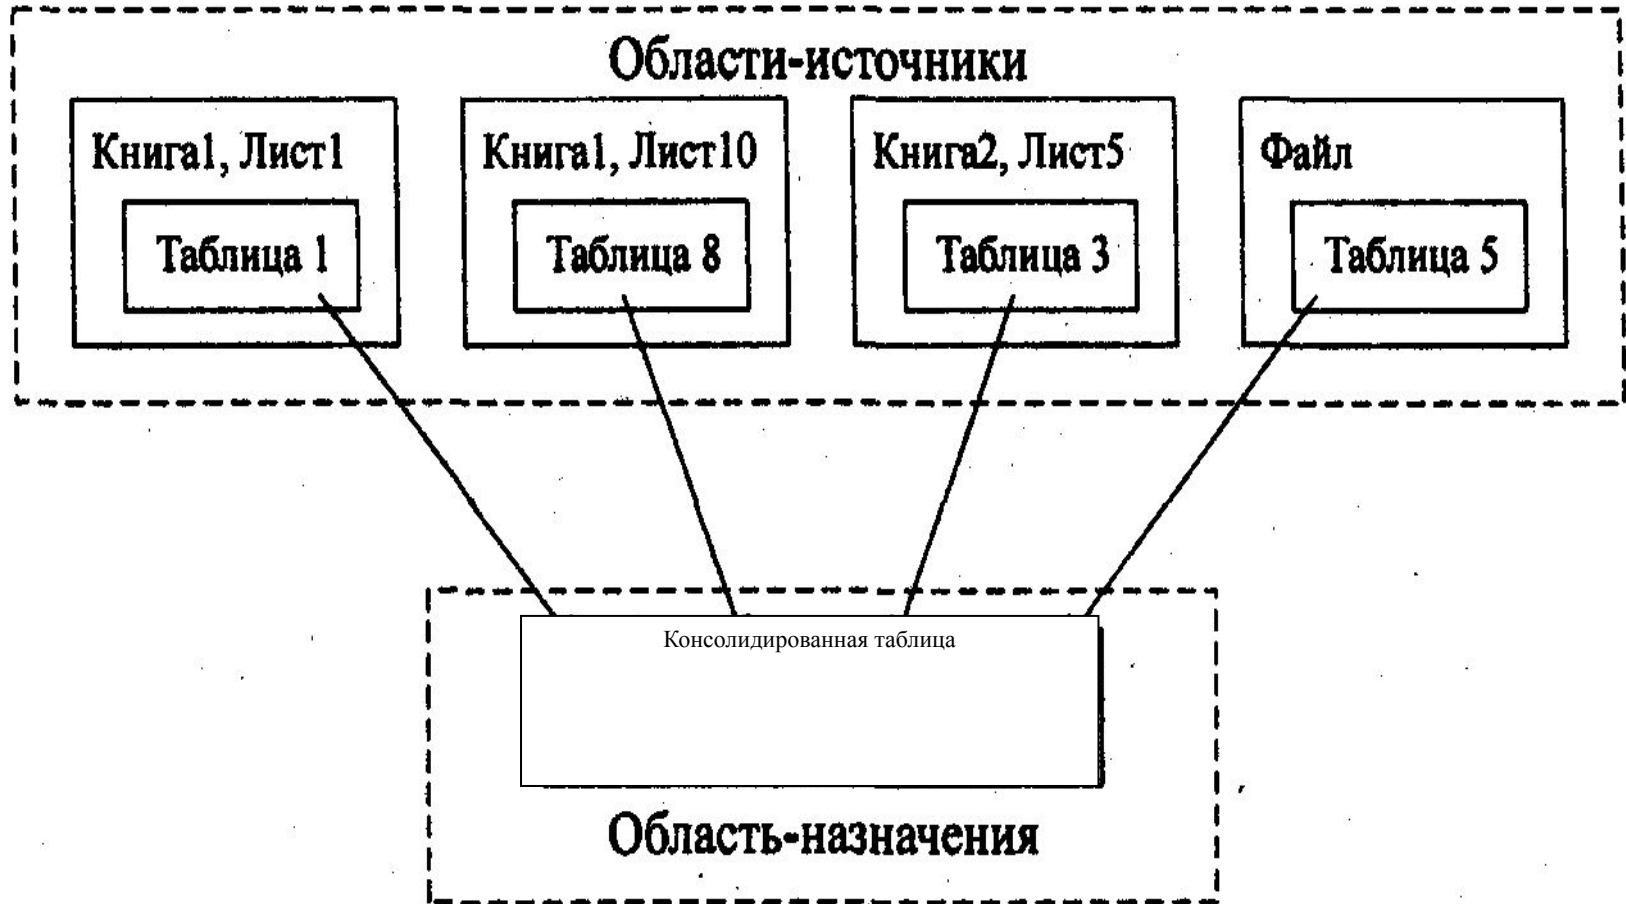 Области-источники
Книга1, Лист1
Книга1, Лист10
Книга2, Лист5
Файл
Таблица 1
Таблица 8
Таблица 3
Таблица 5
Консолидированная таблица
Область-назначения